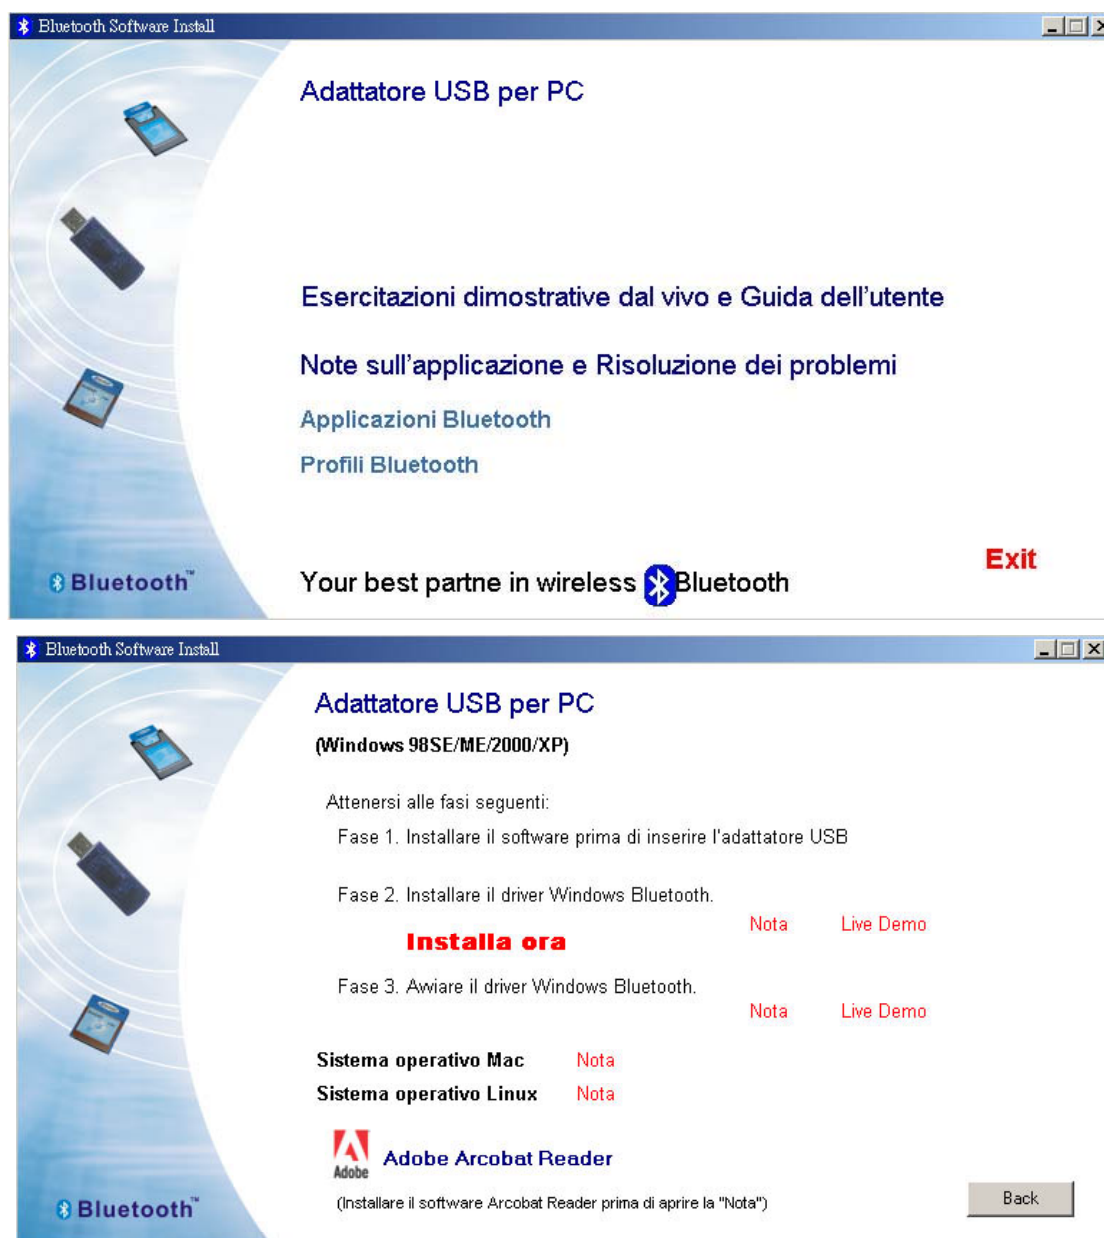 Bluetooth Software Install
Adattatore USB per PC
Esercitazioni dimostrative dal vivo e Guida dell'utente
Note sull'applicazione e Risoluzione dei problemi
Applicazioni Bluetooth
Profili Bluetooth
Exit
Bluetooth™
Your best partne in wireless Bluetooth
Bluetooth Software Install
Adattatore USB per PC
(Windows 98SE/ME/2000/XP)
Attenersi alle fasi seguenti:
Fase 1. Installare il software prima di inserire l'adattatore USB
Fase 2. Installare il driver Windows Bluetooth.
Nota Live Demo
Installa ora
Fase 3. Avviare il driver Windows Bluetooth.
Nota Live Demo
Sistema operativo Mac Nota
Sistema operativo Linux Nota
Adobe
Adobe Arcobat Reader
(Installare il software Arcobat Reader prima di aprire la "Nota")
Back
Bluetooth™